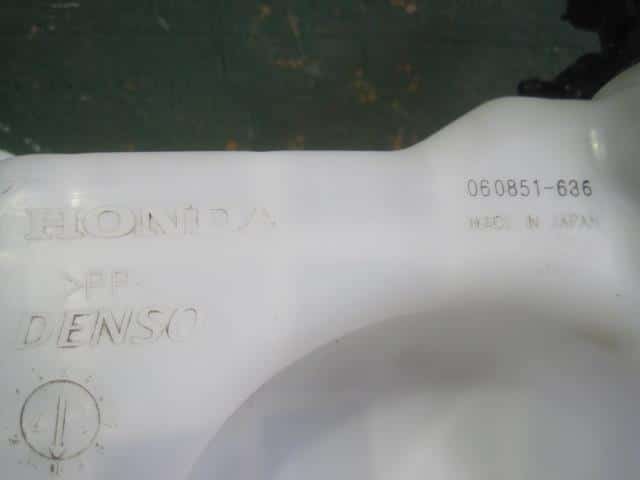 HONDA
>PP<
DENSO
060851-636
MADE IN JAPAN